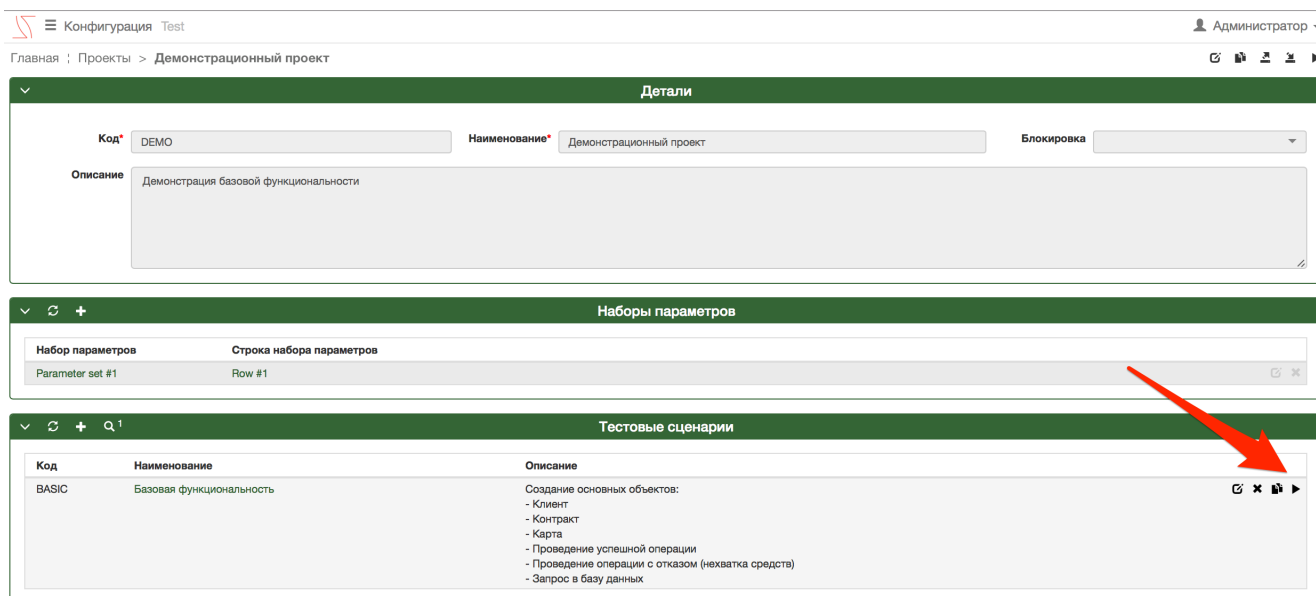 Конфигурация Test
Администратор
Главная ¦ Проекты > Демонстрационный проект
Детали
Код* DEMO Наименование* Демонстрационный проект Блокировка
Описание Демонстрация базовой функциональности
Наборы параметров
Набор параметров Строка набора параметров
Parameter set #1 Row #1
1 Тестовые сценарии
Код Наименование Описание
BASIC Базовая функциональность Создание основных объектов:
- Клиент
- Контракт
- Карта
- Проведение успешной операции
- Проведение операции с отказом (нехватка средств)
- Запрос в базу данных